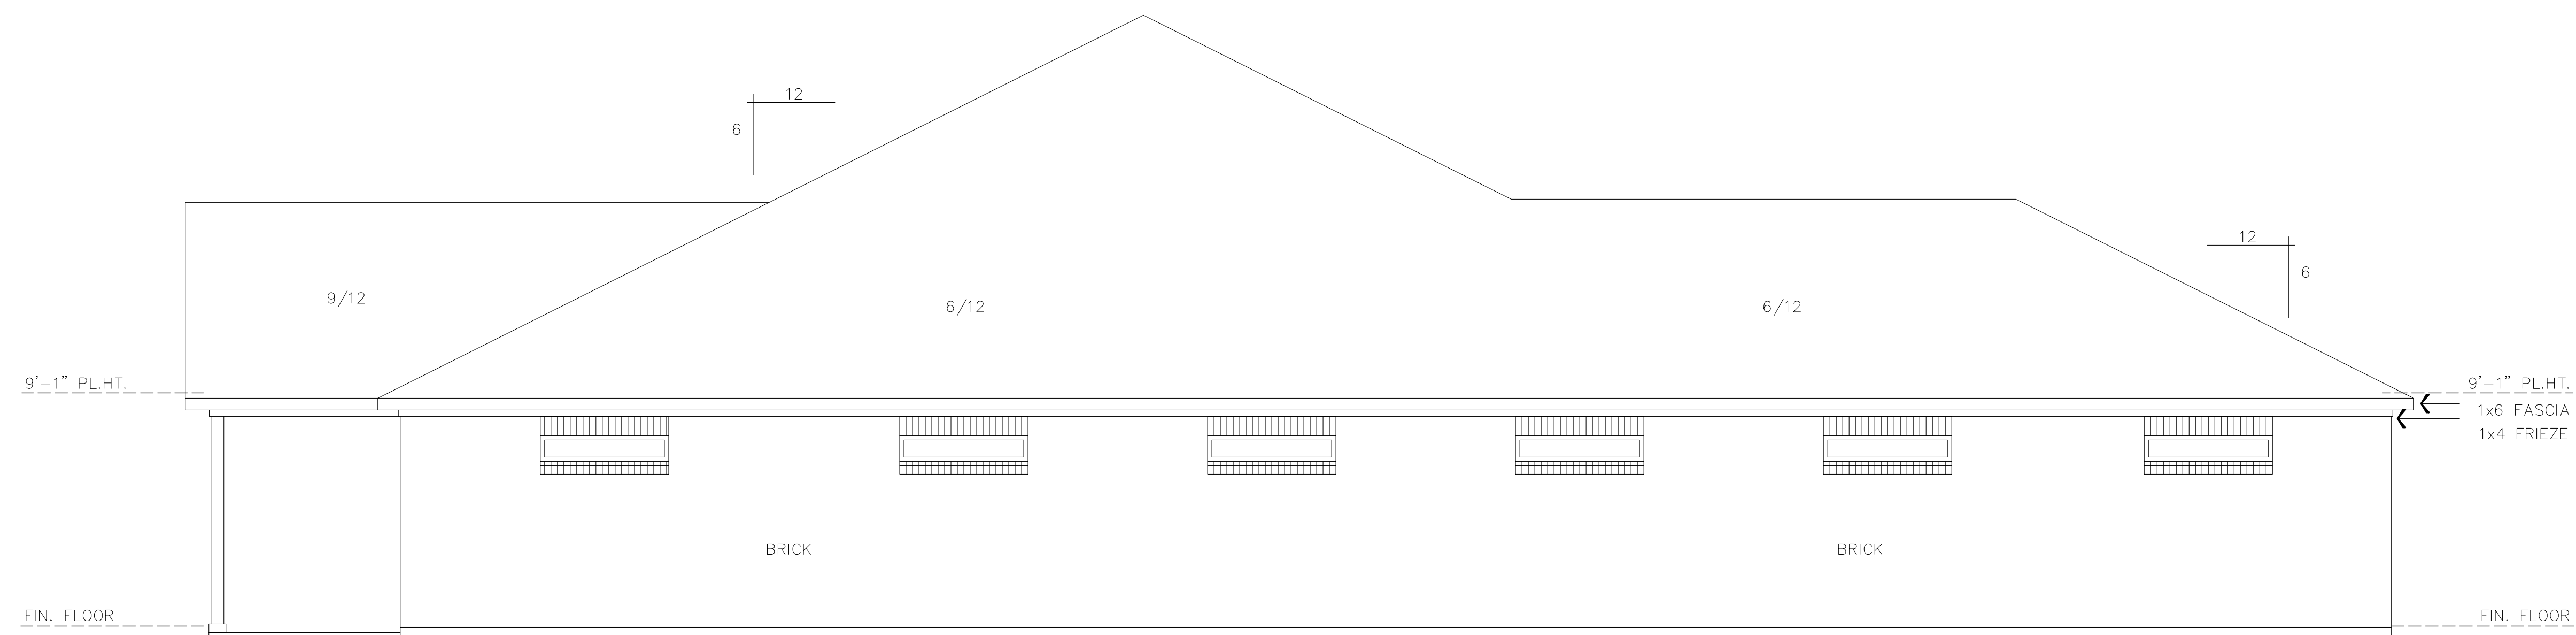 12
6
12
6
9/12
6/12
6/12
9'-1" PL.HT.
9'-1" PL.HT.
1x6 FASCIA
1x4 FRIEZE
BRICK
BRICK
FIN. FLOOR
FIN. FLOOR